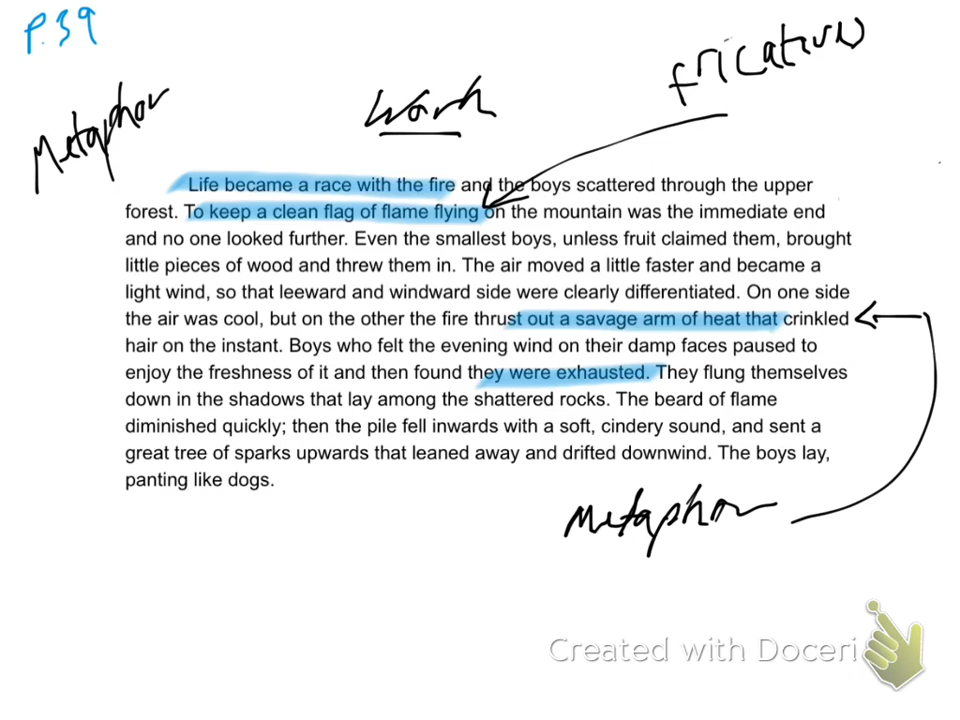 P.39
fricatives
Metaphor
Work
Life became a race with the fire and the boys scattered through the upper
forest. To keep a clean flag of flame flying on the mountain was the immediate end
and no one looked further. Even the smallest boys, unless fruit claimed them, brought
little pieces of wood and threw them in. The air moved a little faster and became a
light wind, so that leeward and windward side were clearly differentiated. On one side
the air was cool, but on the other the fire thrust out a savage arm of heat that crinkled
hair on the instant. Boys who felt the evening wind on their damp faces paused to
enjoy the freshness of it and then found they were exhausted. They flung themselves
down in the shadows that lay among the shattered rocks. The beard of flame
diminished quickly; then the pile fell inwards with a soft, cindery sound, and sent a
great tree of sparks upwards that leaned away and drifted downwind. The boys lay,
panting like dogs.
Metaphor
Created with Doceri